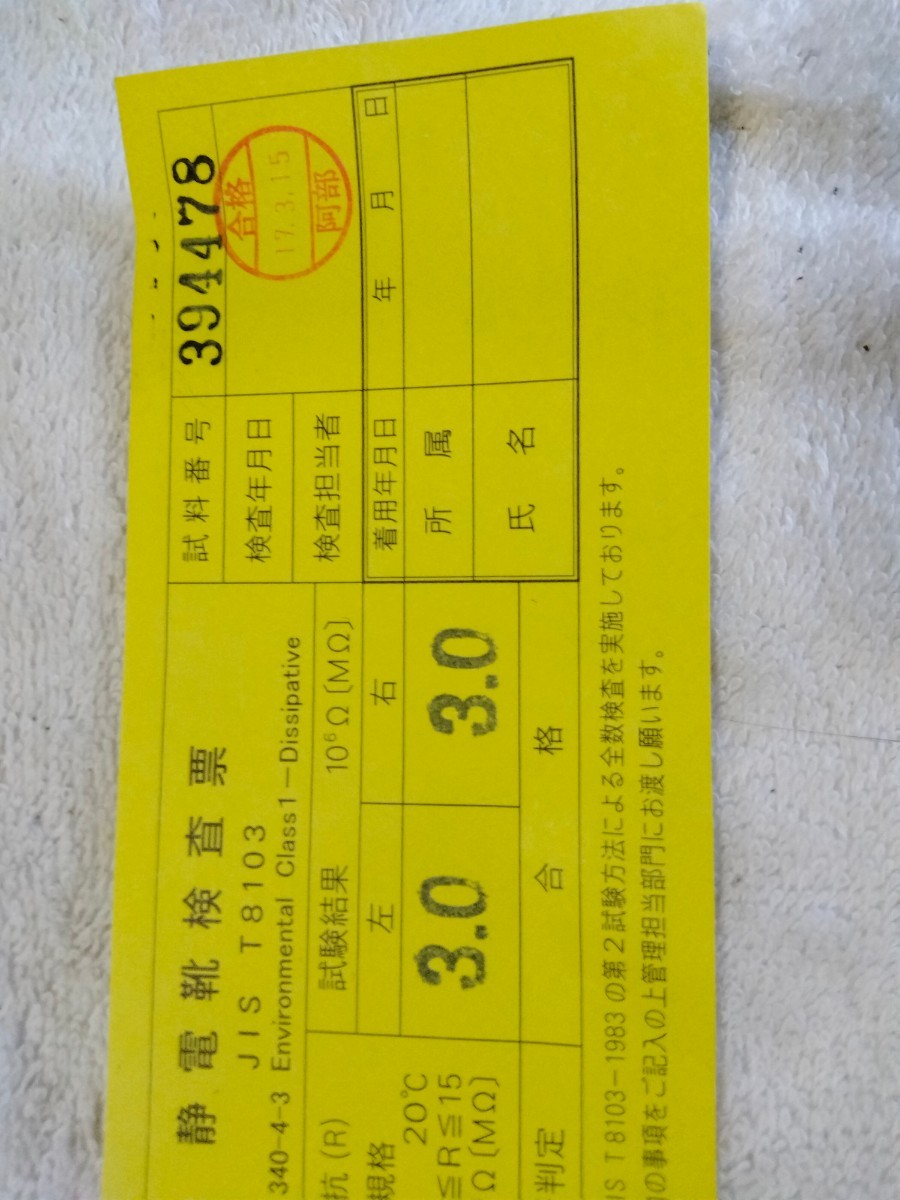 静電靴検査票
JIS T8103
340-4-3 Environmental Class1-Dissipative
試料番号 394478
検査年月日
検査担当者
合格
17.3.15
阿部
抗(R)
試験結果 10⁶Ω〔MΩ〕
規格
左 右
20℃
≦R≦15
Ω〔MΩ〕
3.0 3.0
判定 合格
着用年月日 年 月 日
所属
氏名
IS T8103-1983の第2試験方法による全数検査を実施しております。
の事項をご記入の上管理担当部門にお渡し願います。